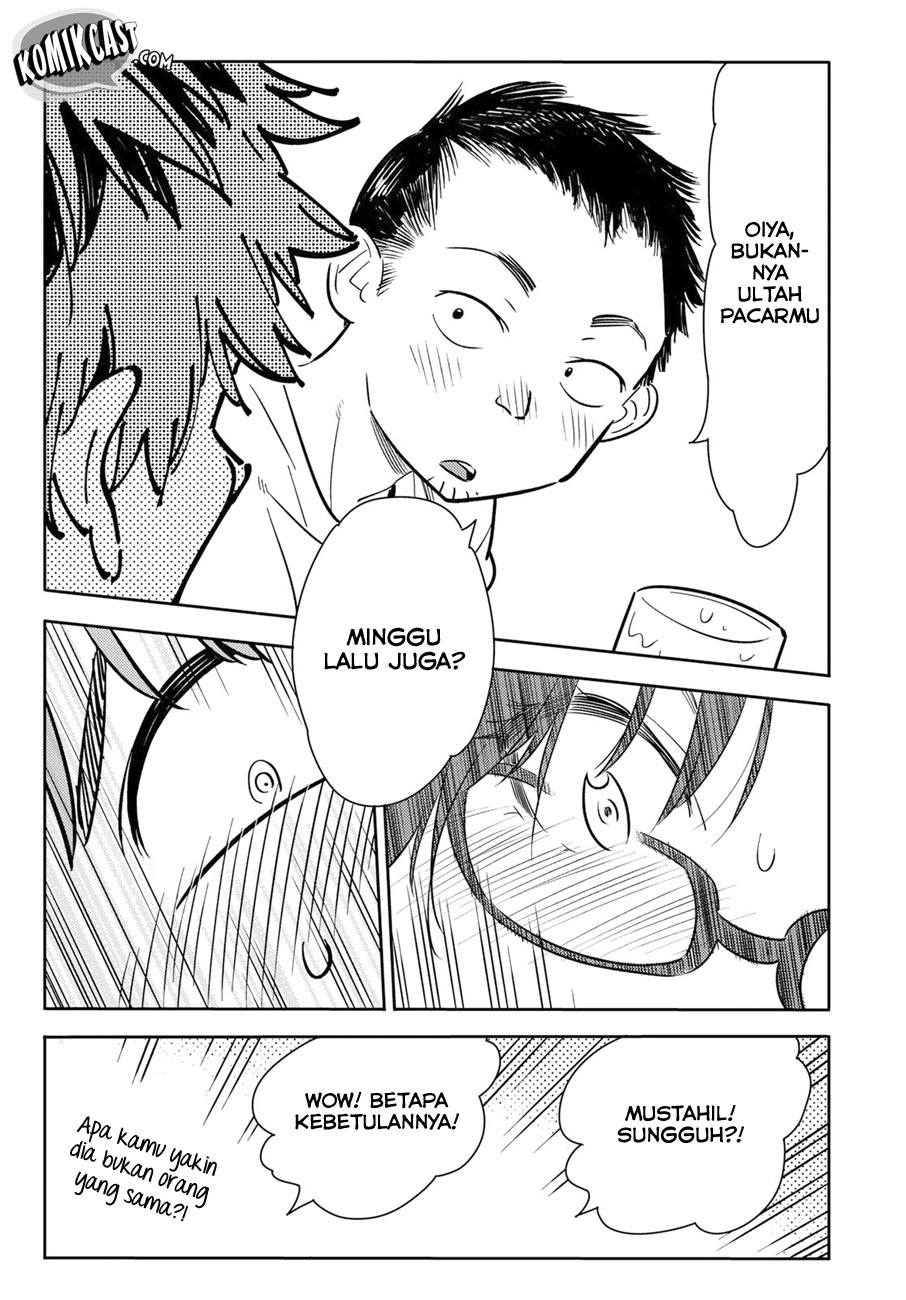 KOMIKCAST
.COM
OIYA,
BUKAN-
NYA
ULTAH
PACARMU
MINGGU
LALU JUGA?
MUSTAHIL!
SUNGGUH?!
WOW! BETAPA
KEBETULANNYA!
Apa kamu yakin
dia bukan orang
yang sama?!